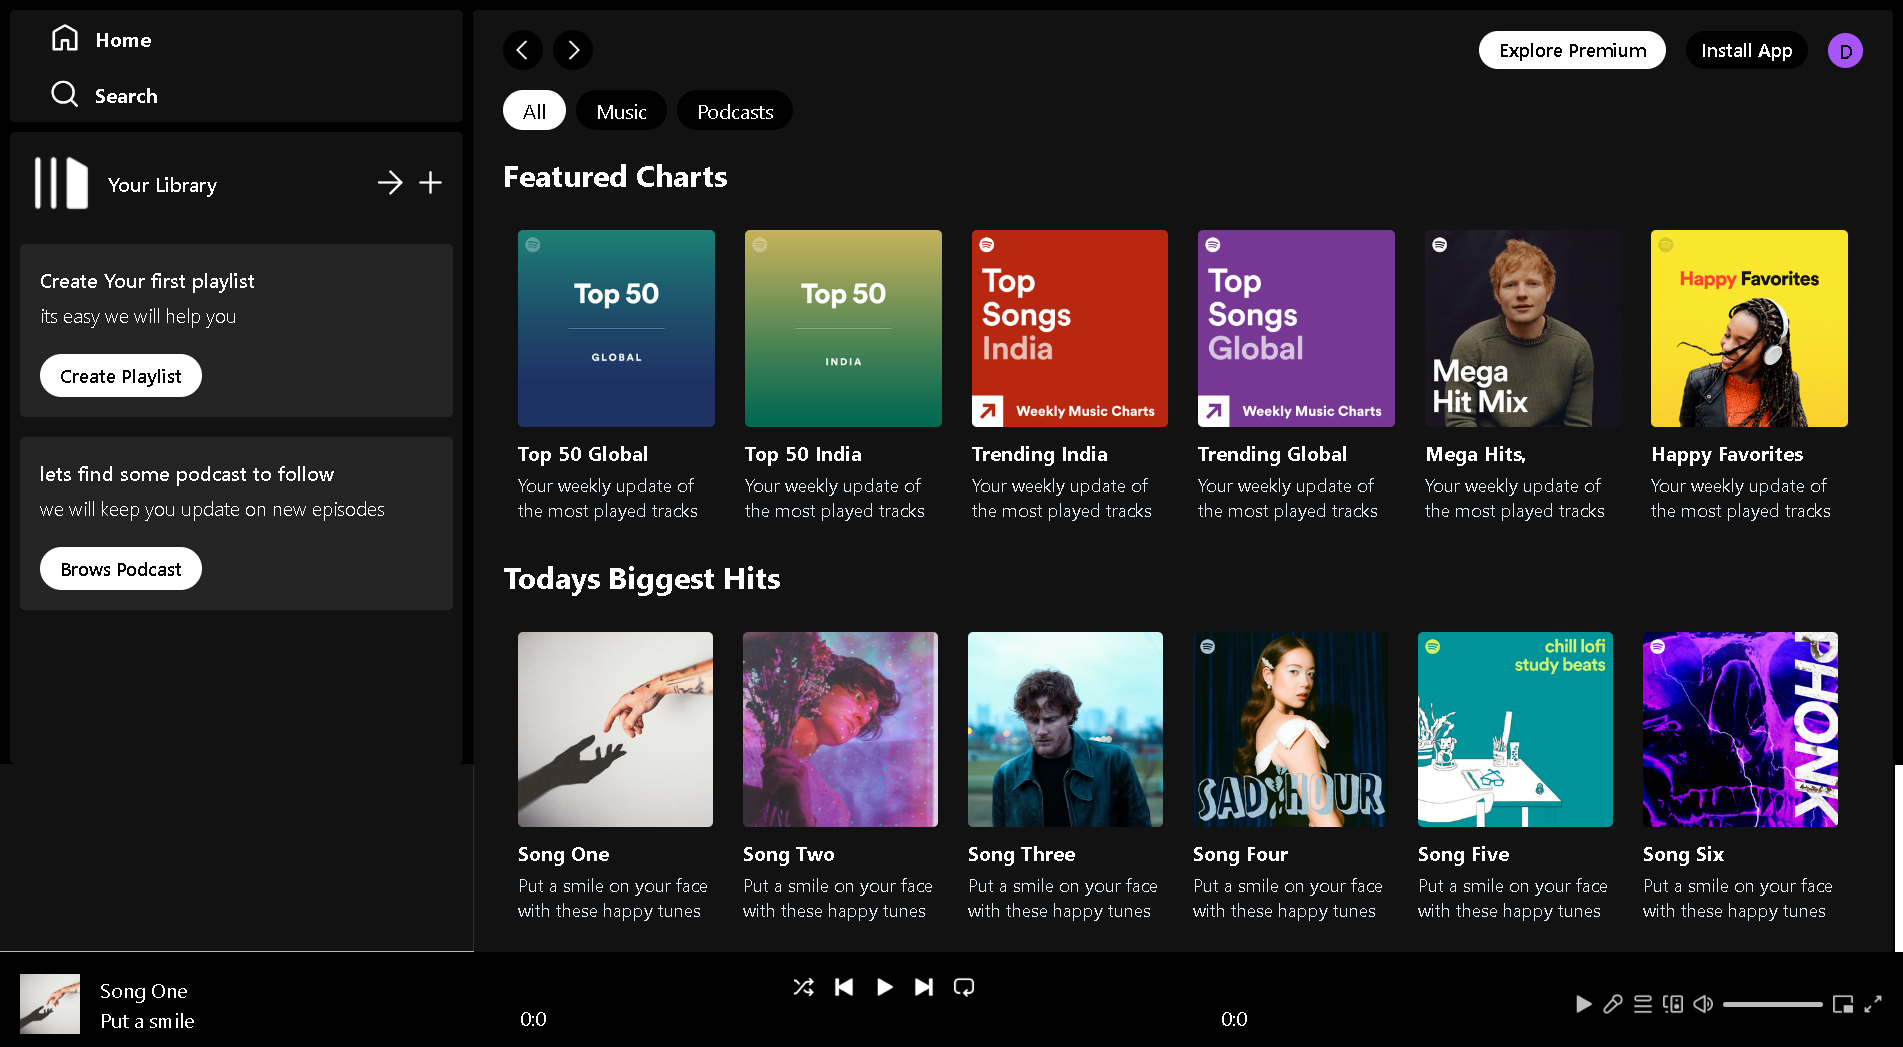 Home
Search
Your Library
Create Your first playlist
its easy we will help you
Create Playlist
lets find some podcast to follow
we will keep you update on new episodes
Brows Podcast
Explore Premium
Install App
D
All
Music
Podcasts
Featured Charts
Top 50
GLOBAL
Top 50 Global
Your weekly update of
the most played tracks
Top 50
INDIA
Top 50 India
Your weekly update of
the most played tracks
Top
Songs
India
Weekly Music Charts
Trending India
Your weekly update of
the most played tracks
Top
Songs
Global
Weekly Music Charts
Trending Global
Your weekly update of
the most played tracks
Mega
Hit Mix
Mega Hits,
Your weekly update of
the most played tracks
Happy Favorites
Happy Favorites
Your weekly update of
the most played tracks
Todays Biggest Hits
Song One
Put a smile on your face
with these happy tunes
Song Two
Put a smile on your face
with these happy tunes
Song Three
Put a smile on your face
with these happy tunes
SAD HOUR
Song Four
Put a smile on your face
with these happy tunes
chill lofi
study beats
Song Five
Put a smile on your face
with these happy tunes
PHONK
Song Six
Put a smile on your face
with these happy tunes
Song One
Put a smile
0:0
0:0